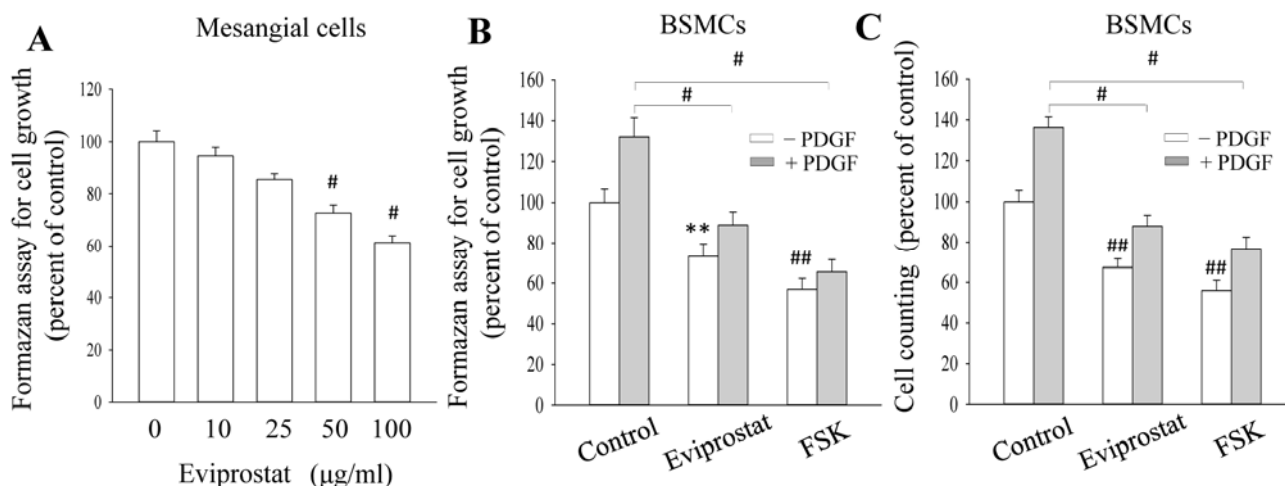 A
Mesangial cells
Formazan assay for cell growth
(percent of control)
120
100
80
60
40
20
0
#
#
0 10 25 50 100
Eviprostat (μg/ml)
B
BSMCs
Formazan assay for cell growth
(percent of control)
160
140
120
100
80
60
40
20
0
#
#
− PDGF
+ PDGF
**
##
Control
Eviprostat
FSK
C
BSMCs
Cell counting (percent of control)
160
140
120
100
80
60
40
20
0
#
#
− PDGF
+ PDGF
##
##
Control
Eviprostat
FSK